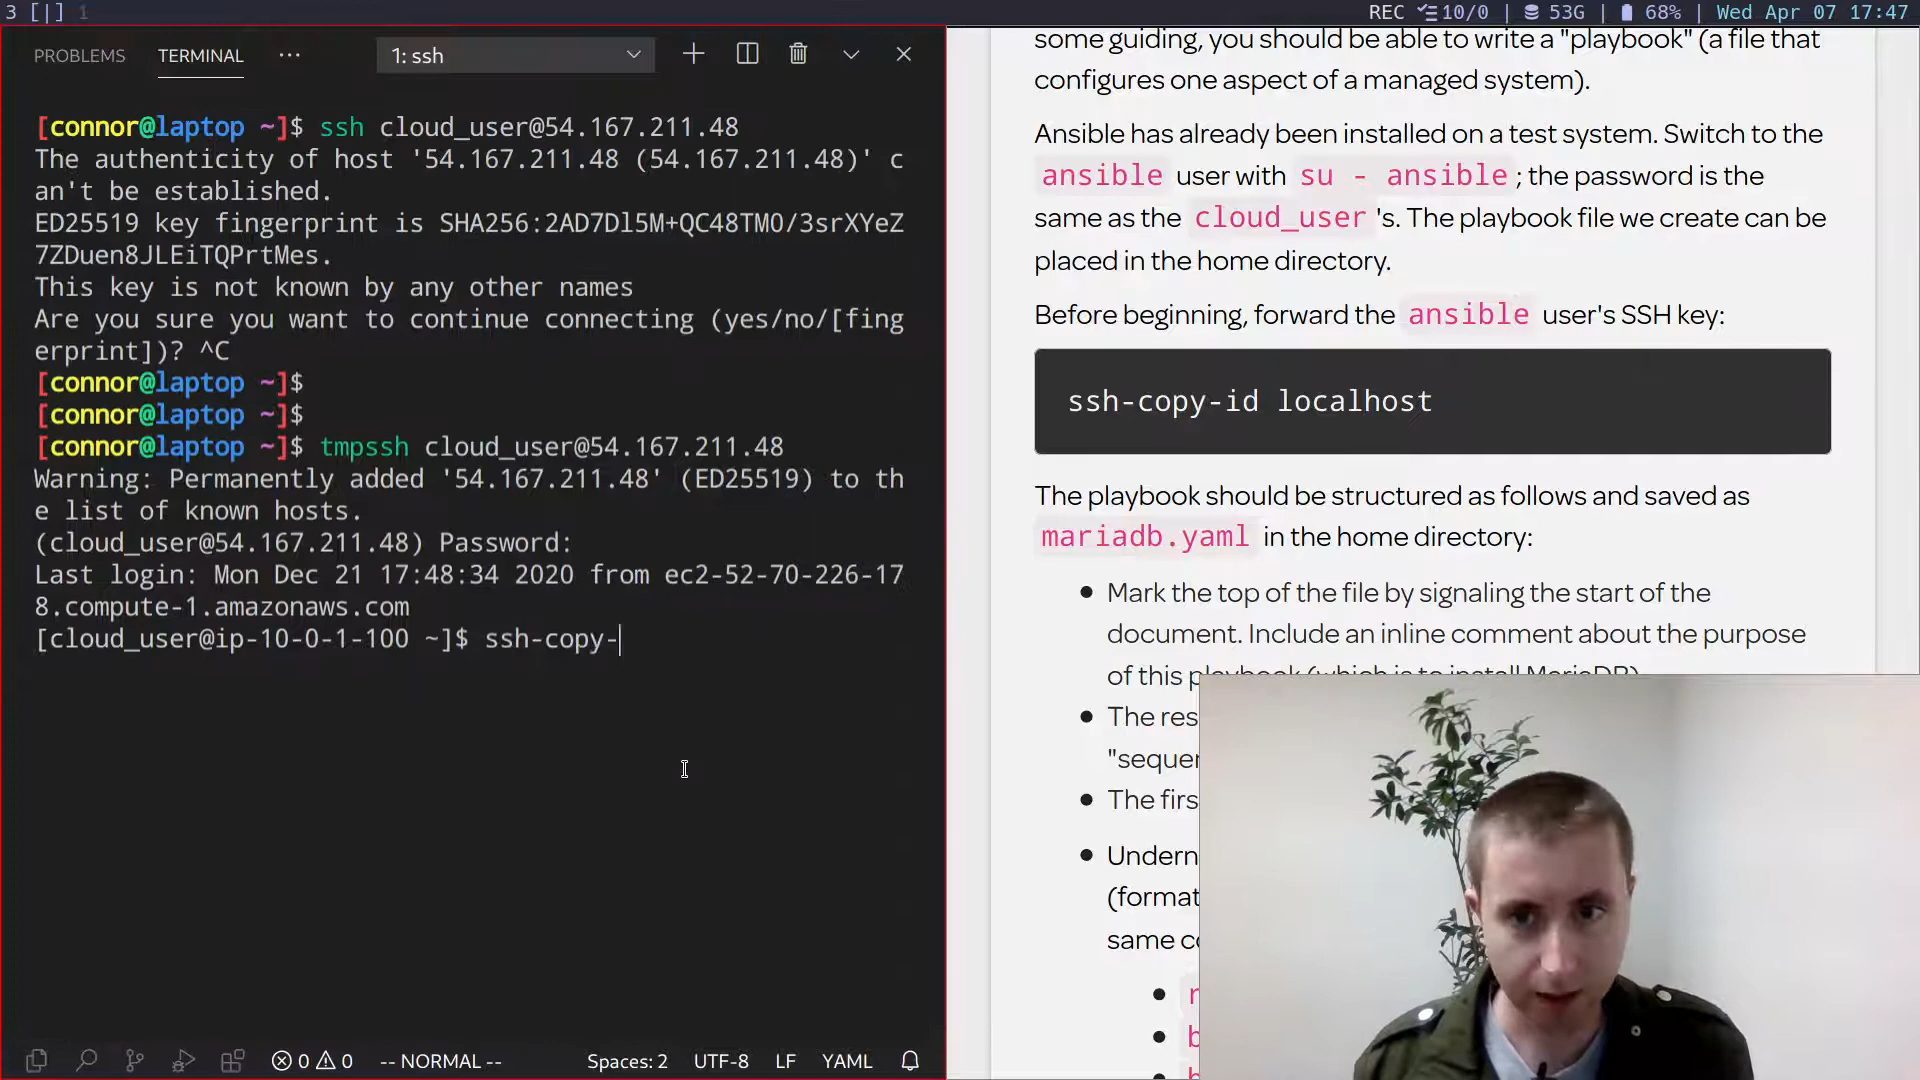 3 [|] 1
REC 10/0 | 53G | 68% | Wed Apr 07 17:47
PROBLEMS TERMINAL ··· 1: ssh
[connor@laptop ~]$ ssh cloud_user@54.167.211.48
The authenticity of host '54.167.211.48 (54.167.211.48)' c
an't be established.
ED25519 key fingerprint is SHA256:2AD7Dl5M+QC48TM0/3srXYeZ
7ZDuen8JLEiTQPrtMes.
This key is not known by any other names
Are you sure you want to continue connecting (yes/no/[fing
erprint])? ^C
[connor@laptop ~]$
[connor@laptop ~]$
[connor@laptop ~]$ tmpssh cloud_user@54.167.211.48
Warning: Permanently added '54.167.211.48' (ED25519) to th
e list of known hosts.
(cloud_user@54.167.211.48) Password:
Last login: Mon Dec 21 17:48:34 2020 from ec2-52-70-226-17
8.compute-1.amazonaws.com
[cloud_user@ip-10-0-1-100 ~]$ ssh-copy-
0 0 -- NORMAL -- Spaces: 2 UTF-8 LF YAML
some guiding, you should be able to write a "playbook" (a file that
configures one aspect of a managed system).
Ansible has already been installed on a test system. Switch to the
ansible user with su - ansible; the password is the
same as the cloud_user's. The playbook file we create can be
placed in the home directory.
Before beginning, forward the ansible user's SSH key:
ssh-copy-id localhost
The playbook should be structured as follows and saved as
mariadb.yaml in the home directory:
Mark the top of the file by signaling the start of the
document. Include an inline comment about the purpose
of this playbook (which is to install MariaDB)
The res
"sequer
The firs
Undern
(format
same co